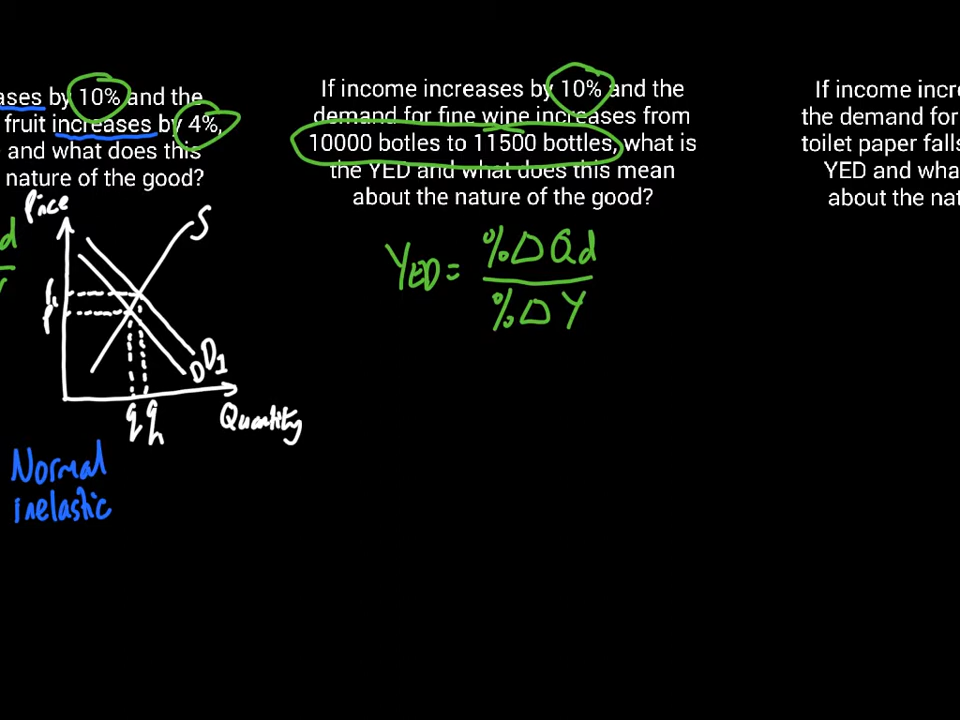 ases by 10% and the
fruit increases by 4%,
and what does this
nature of the good?
Price
S
P1
P
D D1
q q1
Quantity
Normal
inelastic
If income increases by 10% and the
demand for fine wine increases from
10000 botles to 11500 bottles, what is
the YED and what does this mean
about the nature of the good?
YED = %Δ Qd
%Δ Y
If income incre
the demand for
toilet paper falls
YED and wha
about the nat